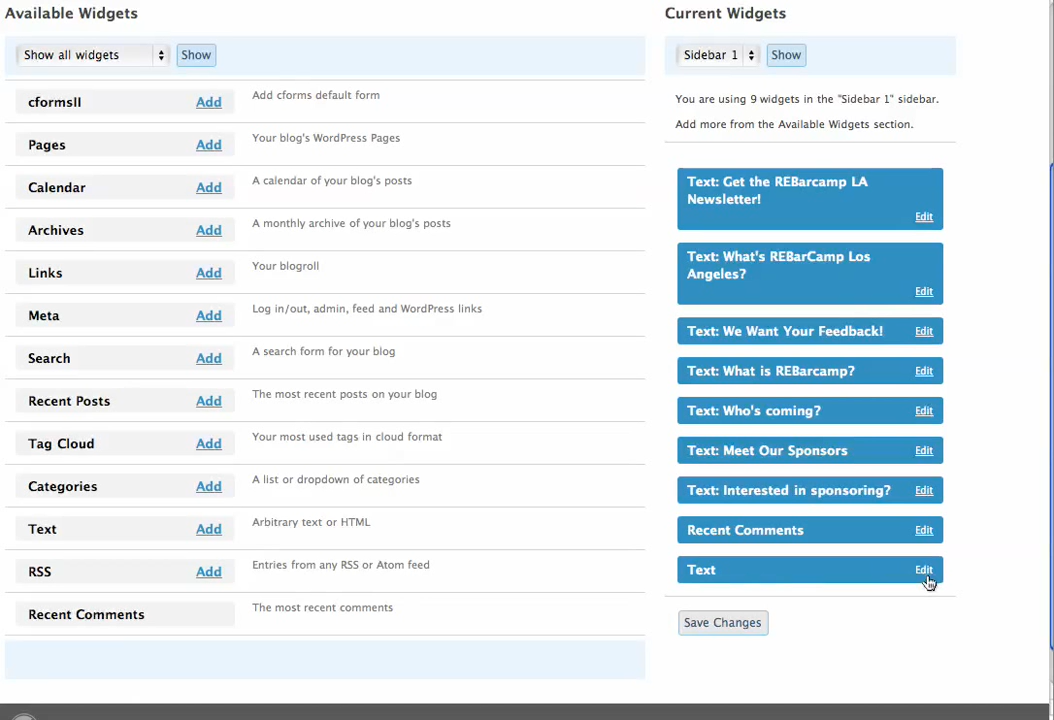 Available Widgets
Show all widgets Show
cformsII Add Add cforms default form
Pages Add Your blog's WordPress Pages
Calendar Add A calendar of your blog's posts
Archives Add A monthly archive of your blog's posts
Links Add Your blogroll
Meta Add Log in/out, admin, feed and WordPress links
Search Add A search form for your blog
Recent Posts Add The most recent posts on your blog
Tag Cloud Add Your most used tags in cloud format
Categories Add A list or dropdown of categories
Text Add Arbitrary text or HTML
RSS Add Entries from any RSS or Atom feed
Recent Comments The most recent comments
Current Widgets
Sidebar 1 Show
You are using 9 widgets in the "Sidebar 1" sidebar.
Add more from the Available Widgets section.
Text: Get the REBarcamp LA
Newsletter!
Edit
Text: What's REBarCamp Los
Angeles?
Edit
Text: We Want Your Feedback! Edit
Text: What is REBarcamp? Edit
Text: Who's coming? Edit
Text: Meet Our Sponsors Edit
Text: Interested in sponsoring? Edit
Recent Comments Edit
Text Edit
Save Changes